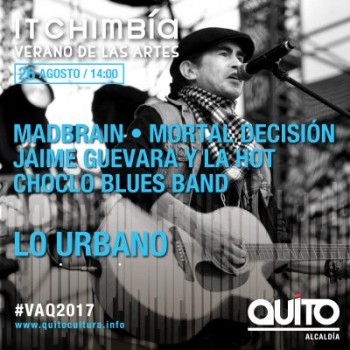 ITCHIMBÍA
VERANO DE LAS ARTES
26 AGOSTO / 14:00
MADBRAIN • MORTAL DECISIÓN
JAIME GUEVARA Y LA HOT
CHOCLO BLUES BAND
LO URBANO
#VAQ2017
www.quitocultura.info
QUITO
ALCALDÍA